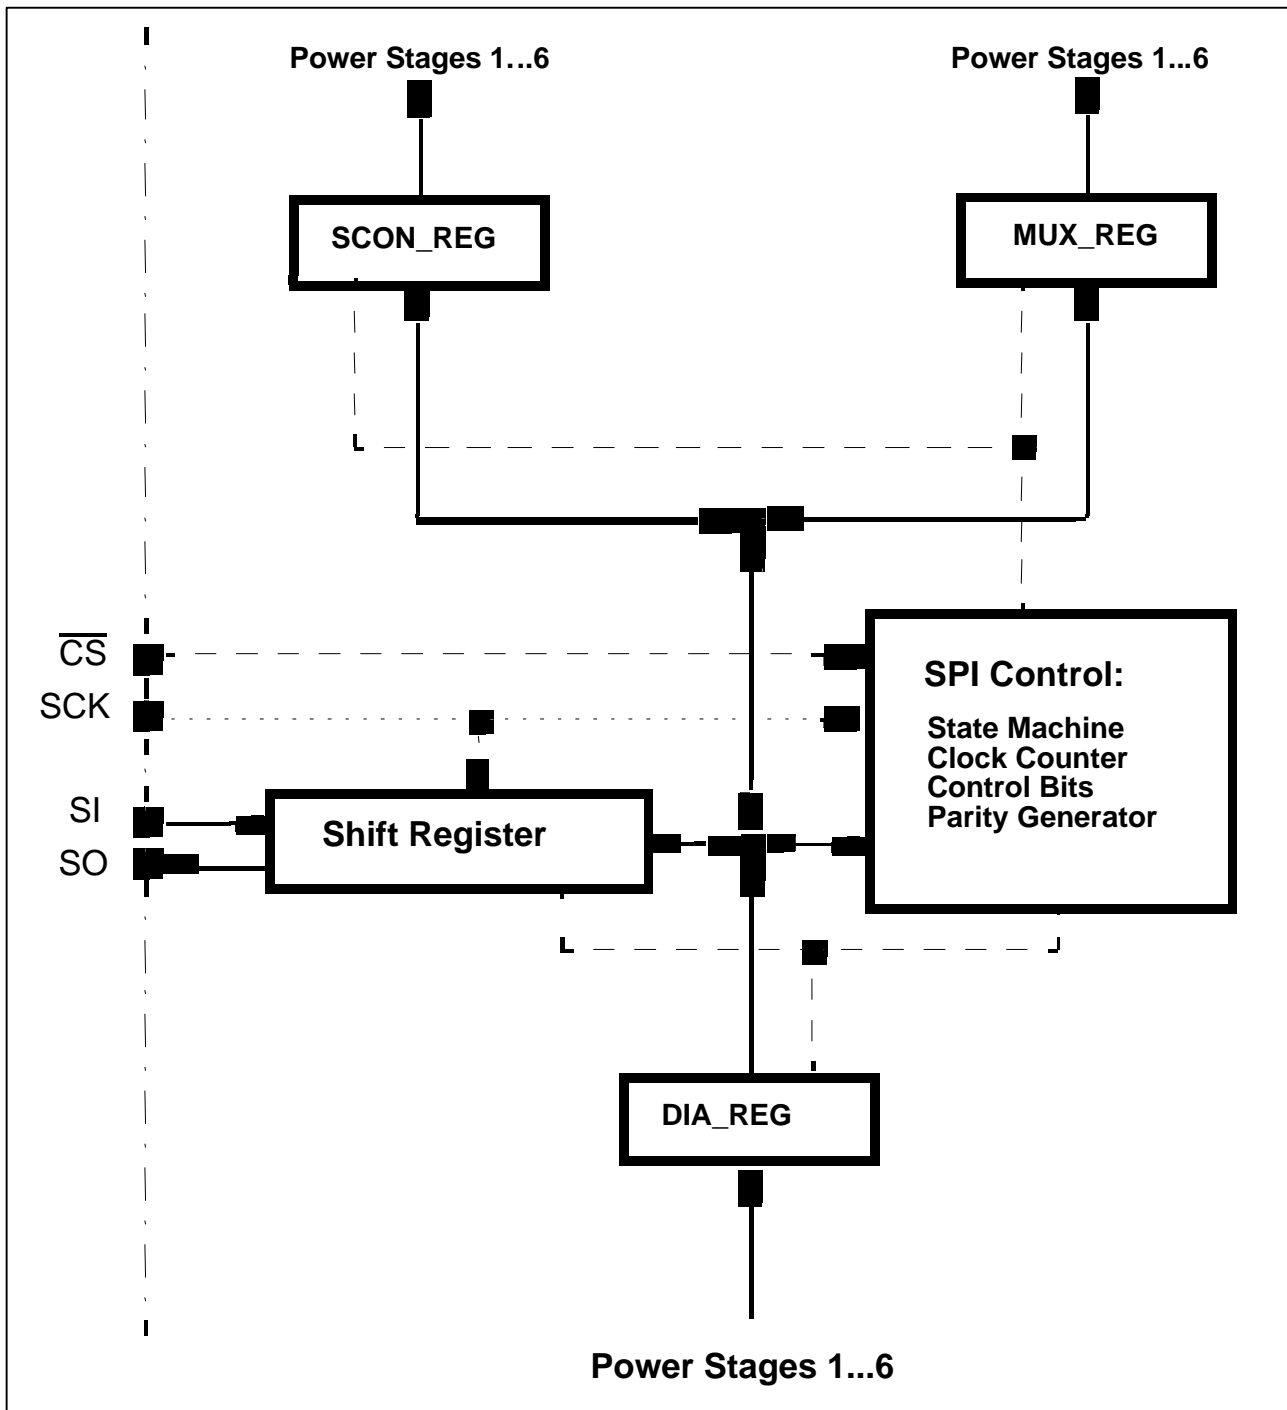 Power Stages 1...6
Power Stages 1...6
SCON_REG
MUX_REG
CS
SCK
SI
SO
SPI Control:
State Machine
Clock Counter
Control Bits
Parity Generator
Shift Register
DIA_REG
Power Stages 1...6